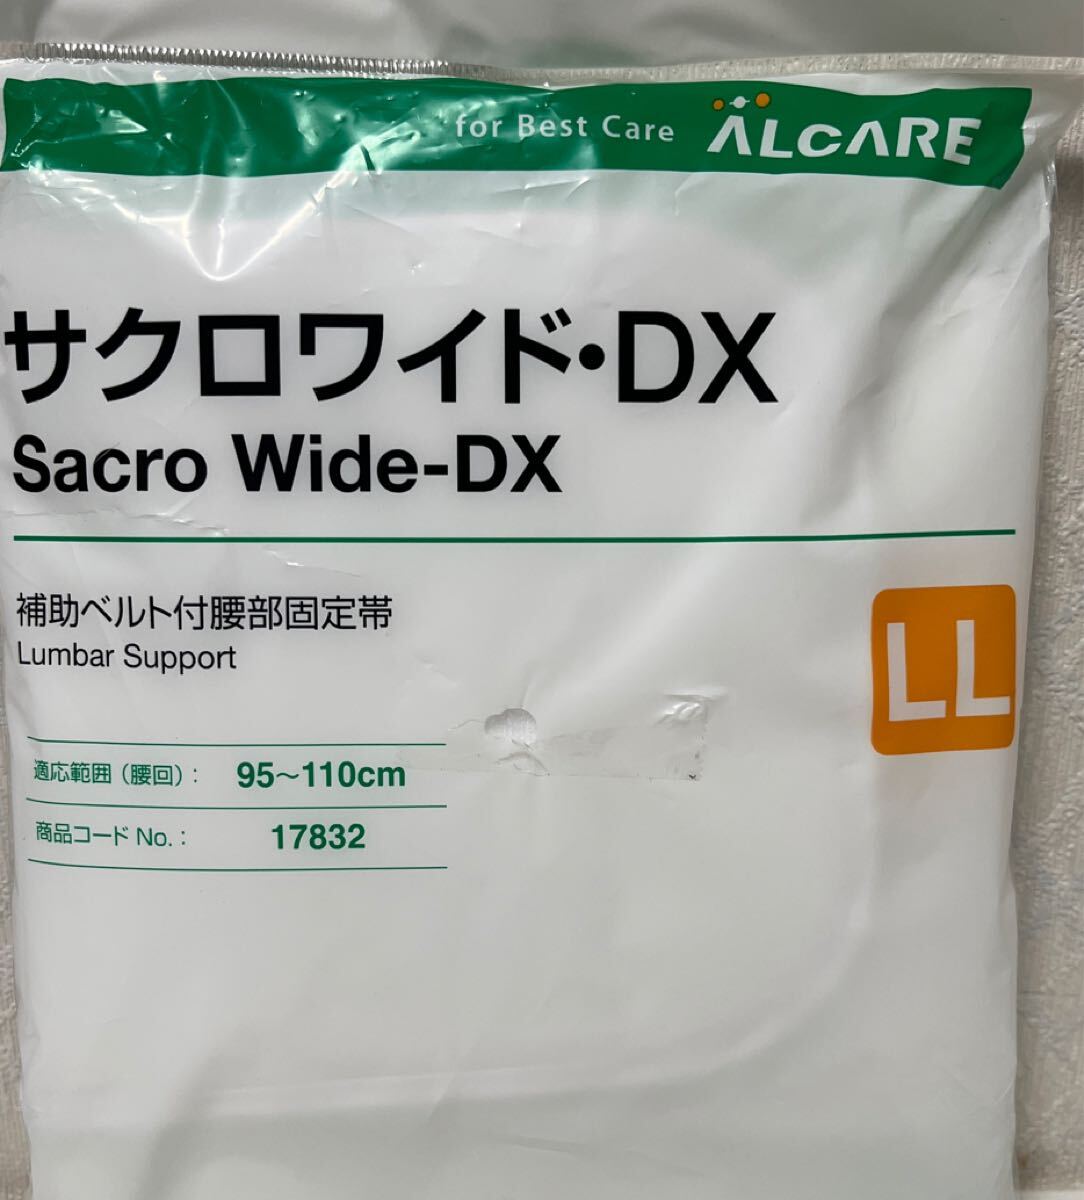 for Best Care ALCARE
サクロワイド・DX
Sacro Wide-DX
補助ベルト付腰部固定帯
Lumbar Support
LL
適応範囲（腰回）： 95～110cm
商品コード No.： 17832